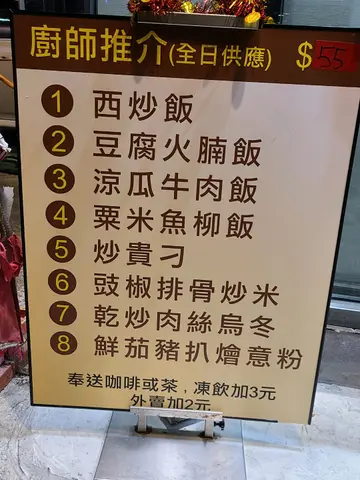 廚師推介(全日供應) $55
1 西炒飯
2 豆腐火腩飯
3 涼瓜牛肉飯
4 粟米魚柳飯
5 炒貴刁
6 豉椒排骨炒米
7 乾炒肉絲烏冬
8 鮮茄豬扒燴意粉
奉送咖啡或茶,凍飲加3元
外賣加2元